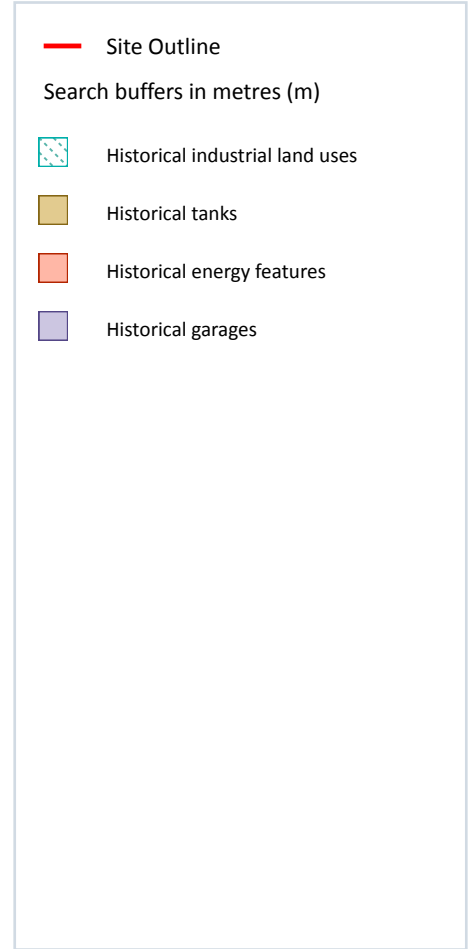 Site Outline
Search buffers in metres (m)
Historical industrial land uses
Historical tanks
Historical energy features
Historical garages